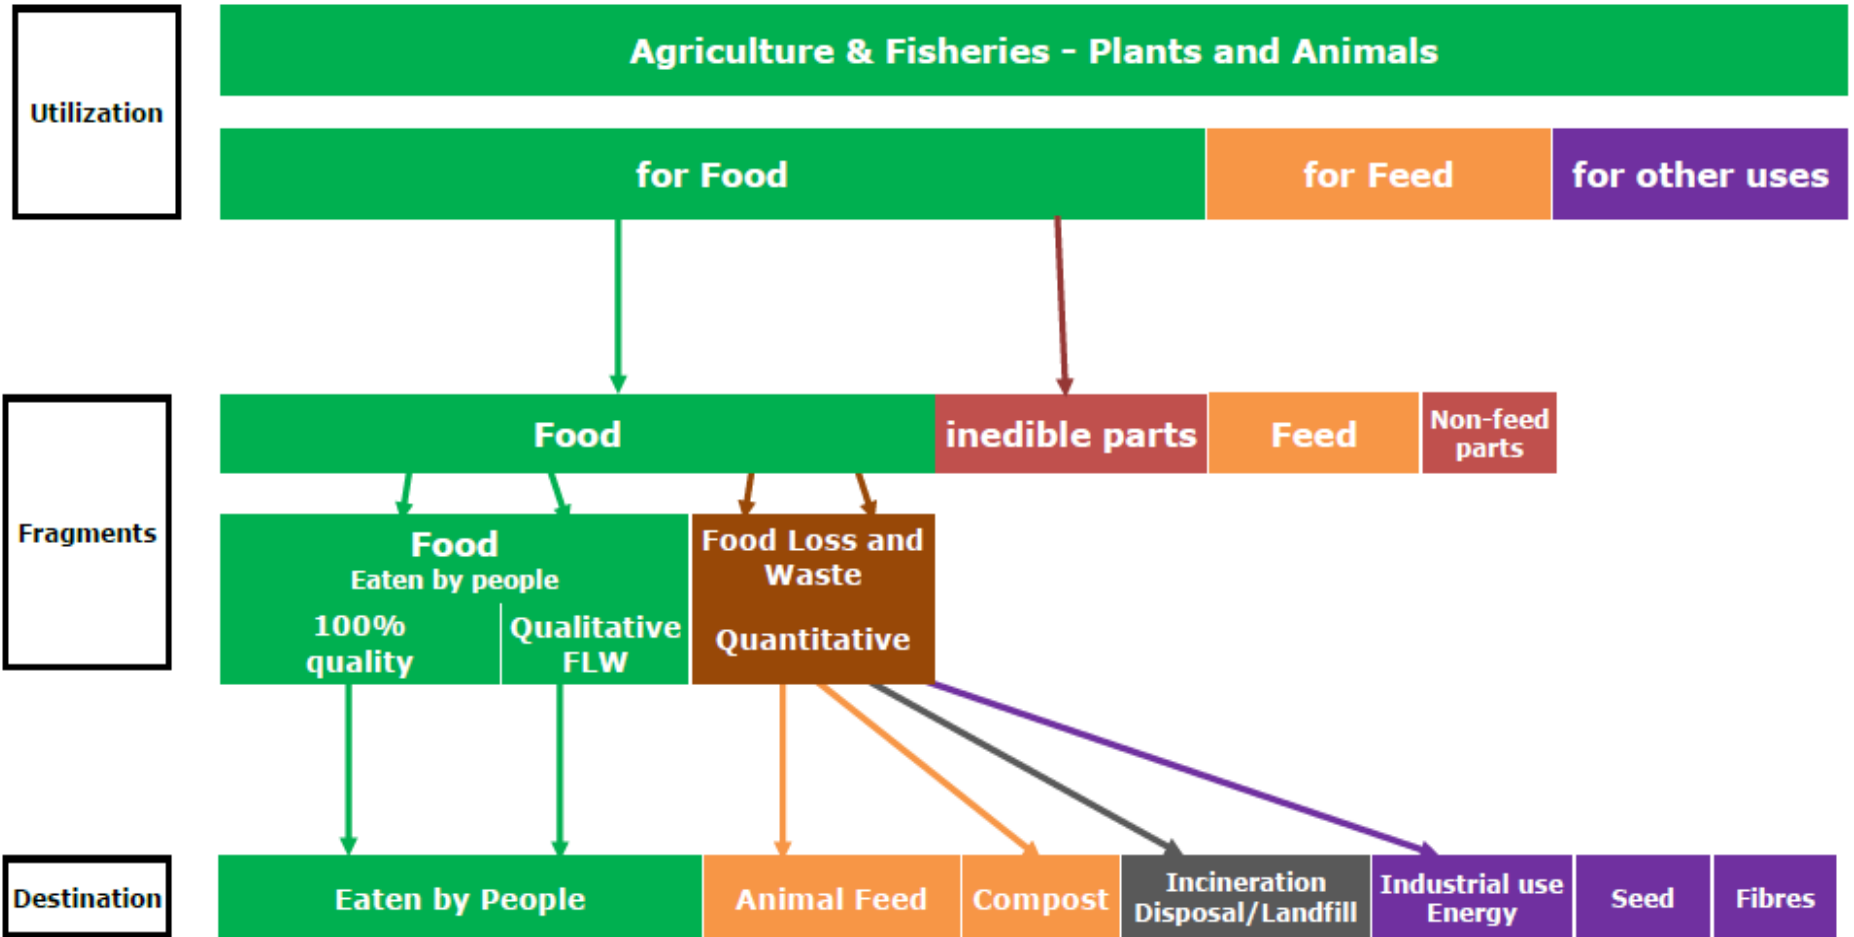 Utilization
Agriculture & Fisheries - Plants and Animals
for Food
for Feed
for other uses
Fragments
Food
inedible parts
Feed
Non-feed
parts
Food
Eaten by people
100%
quality
Qualitative
FLW
Food Loss and
Waste
Quantitative
Destination
Eaten by People
Animal Feed
Compost
Incineration
Disposal/Landfill
Industrial use
Energy
Seed
Fibres